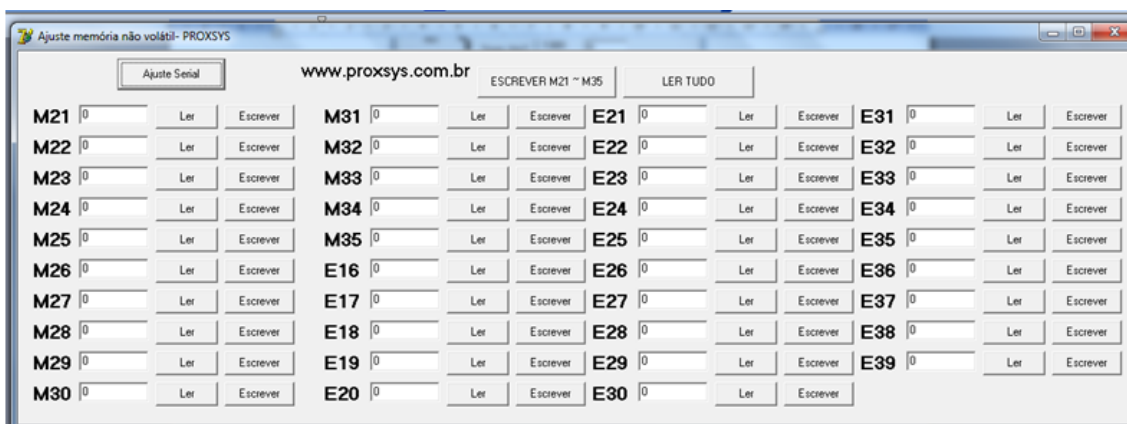 Ajuste memória não volátil- PROXSYS
Ajuste Serial www.proxsys.com.br ESCREVER M21 ~ M35 LER TUDO
M21 0 Ler Escrever M31 0 Ler Escrever E21 0 Ler Escrever E31 0 Ler Escrever
M22 0 Ler Escrever M32 0 Ler Escrever E22 0 Ler Escrever E32 0 Ler Escrever
M23 0 Ler Escrever M33 0 Ler Escrever E23 0 Ler Escrever E33 0 Ler Escrever
M24 0 Ler Escrever M34 0 Ler Escrever E24 0 Ler Escrever E34 0 Ler Escrever
M25 0 Ler Escrever M35 0 Ler Escrever E25 0 Ler Escrever E35 0 Ler Escrever
M26 0 Ler Escrever E16 0 Ler Escrever E26 0 Ler Escrever E36 0 Ler Escrever
M27 0 Ler Escrever E17 0 Ler Escrever E27 0 Ler Escrever E37 0 Ler Escrever
M28 0 Ler Escrever E18 0 Ler Escrever E28 0 Ler Escrever E38 0 Ler Escrever
M29 0 Ler Escrever E19 0 Ler Escrever E29 0 Ler Escrever E39 0 Ler Escrever
M30 0 Ler Escrever E20 0 Ler Escrever E30 0 Ler Escrever